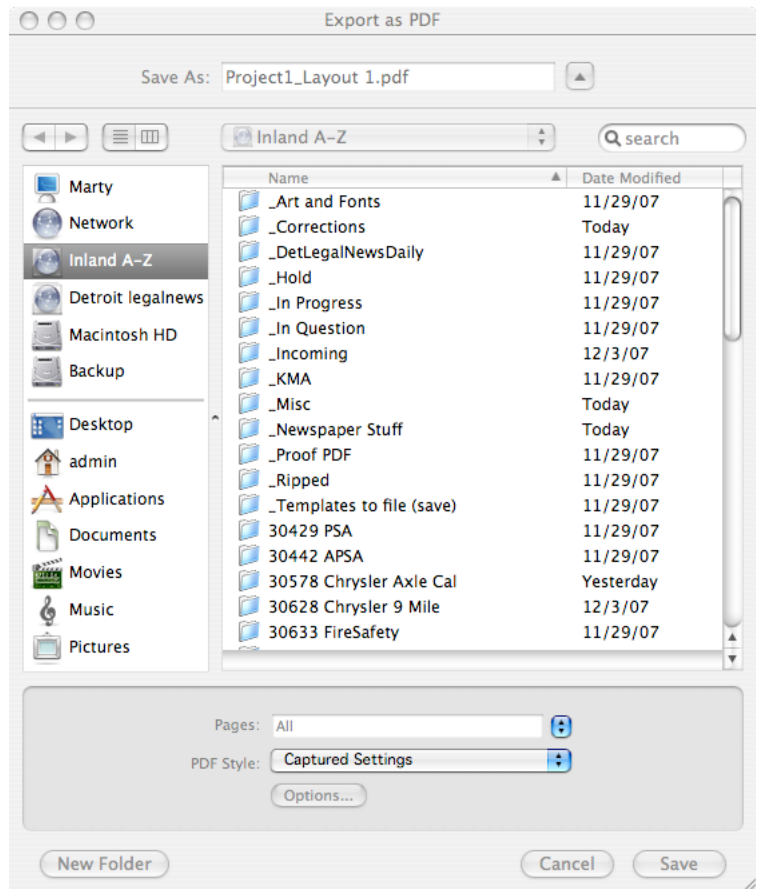 Export as PDF
Save As: Project1_Layout 1.pdf
Inland A-Z
search
Marty
Network
Inland A-Z
Detroit legalnews
Macintosh HD
Backup
Desktop
admin
Applications
Documents
Movies
Music
Pictures
Name Date Modified
_Art and Fonts 11/29/07
_Corrections Today
_DetLegalNewsDaily 11/29/07
_Hold 11/29/07
_In Progress 11/29/07
_In Question 11/29/07
_Incoming 12/3/07
_KMA 11/29/07
_Misc Today
_Newspaper Stuff Today
_Proof PDF 11/29/07
_Ripped 11/29/07
_Templates to file (save) 11/29/07
30429 PSA 11/29/07
30442 APSA 11/29/07
30578 Chrysler Axle Cal Yesterday
30628 Chrysler 9 Mile 12/3/07
30633 FireSafety 11/29/07
Pages: All
PDF Style: Captured Settings
Options...
New Folder Cancel Save